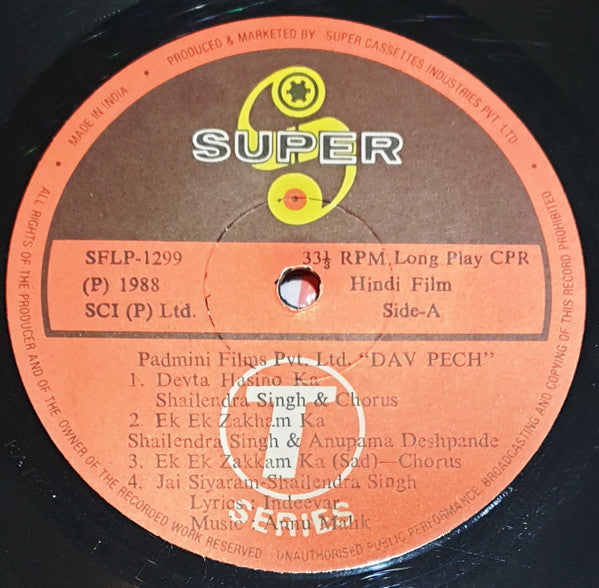 • MADE IN INDIA • PRODUCED & MARKETED BY SUPER CASSETTES INDUSTRIES PVT. LTD.
SUPER
SFLP-1299 33⅓ RPM Long Play CPR
(P) 1988 Hindi Film
SCI (P) Ltd. Side-A
Padmini Films Pvt. Ltd. "DAV PECH"
1. Devta Hasino Ka
Shailendra Singh & Chorus
2. Ek Ek Zakham Ka
Shailendra Singh & Anupama Deshpande
3. Ek Ek Zakkam Ka (Sad)—Chorus
4. Jai Siyaram-Shailendra Singh
Lyrics : Indeevar
Music : Annu Malik
T
SERIES
ALL RIGHTS OF THE PRODUCER AND OF THE OWNER OF THE RECORDED WORK RESERVED - UNAUTHORISED PUBLIC PERFORMANCE, BROADCASTING AND COPYING OF THIS RECORD PROHIBITED